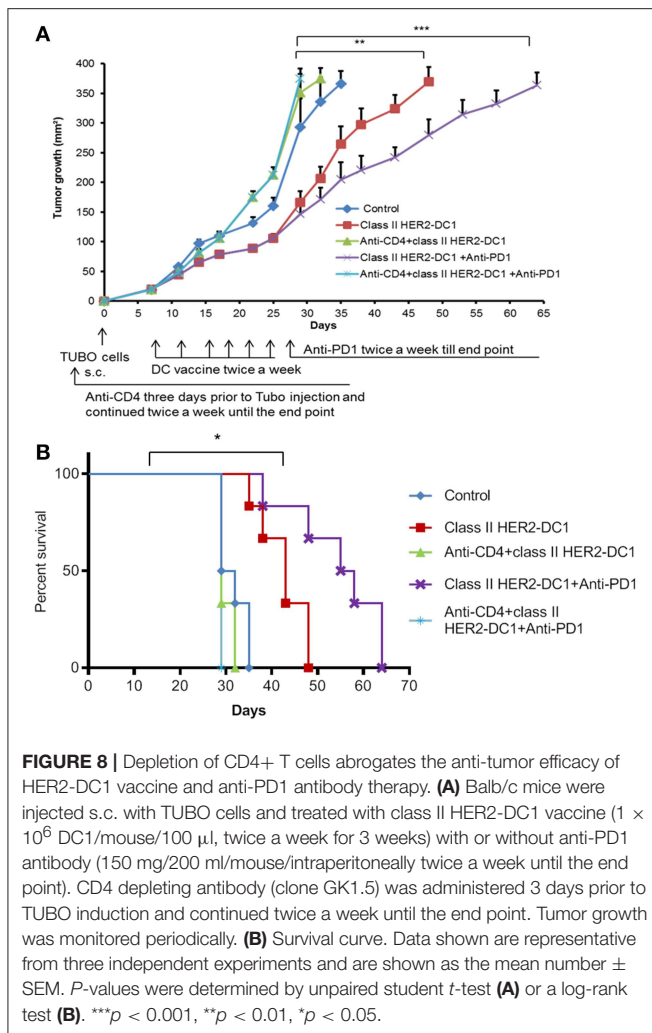 A
***
**
400
350
300
250
200
150
100
50
0
Tumor growth (mm²)
Control
Class II HER2-DC1
Anti-CD4+class II HER2-DC1
Class II HER2-DC1 +Anti-PD1
Anti-CD4+class II HER2-DC1 +Anti-PD1
0 5 10 15 20 25 30 35 40 45 50 55 60 65
Days
TUBO cells
s.c.
DC vaccine twice a week
Anti-PD1 twice a week till end point
Anti-CD4 three days prior to Tubo injection and
continued twice a week until the end point
B
*
100
50
0
Percent survival
0 10 20 30 40 50 60 70
Days
Control
Class II HER2-DC1
Anti-CD4+class II HER2-DC1
Class II HER2-DC1+Anti-PD1
Anti-CD4+class II
HER2-DC1+Anti-PD1
FIGURE 8 | Depletion of CD4+ T cells abrogates the anti-tumor efficacy of
HER2-DC1 vaccine and anti-PD1 antibody therapy. (A) Balb/c mice were
injected s.c. with TUBO cells and treated with class II HER2-DC1 vaccine (1 ×
10⁶ DC1/mouse/100 μl, twice a week for 3 weeks) with or without anti-PD1
antibody (150 mg/200 ml/mouse/intraperitoneally twice a week until the end
point). CD4 depleting antibody (clone GK1.5) was administered 3 days prior to
TUBO induction and continued twice a week until the end point. Tumor growth
was monitored periodically. (B) Survival curve. Data shown are representative
from three independent experiments and are shown as the mean number ±
SEM. P-values were determined by unpaired student t-test (A) or a log-rank
test (B). ***p < 0.001, **p < 0.01, *p < 0.05.